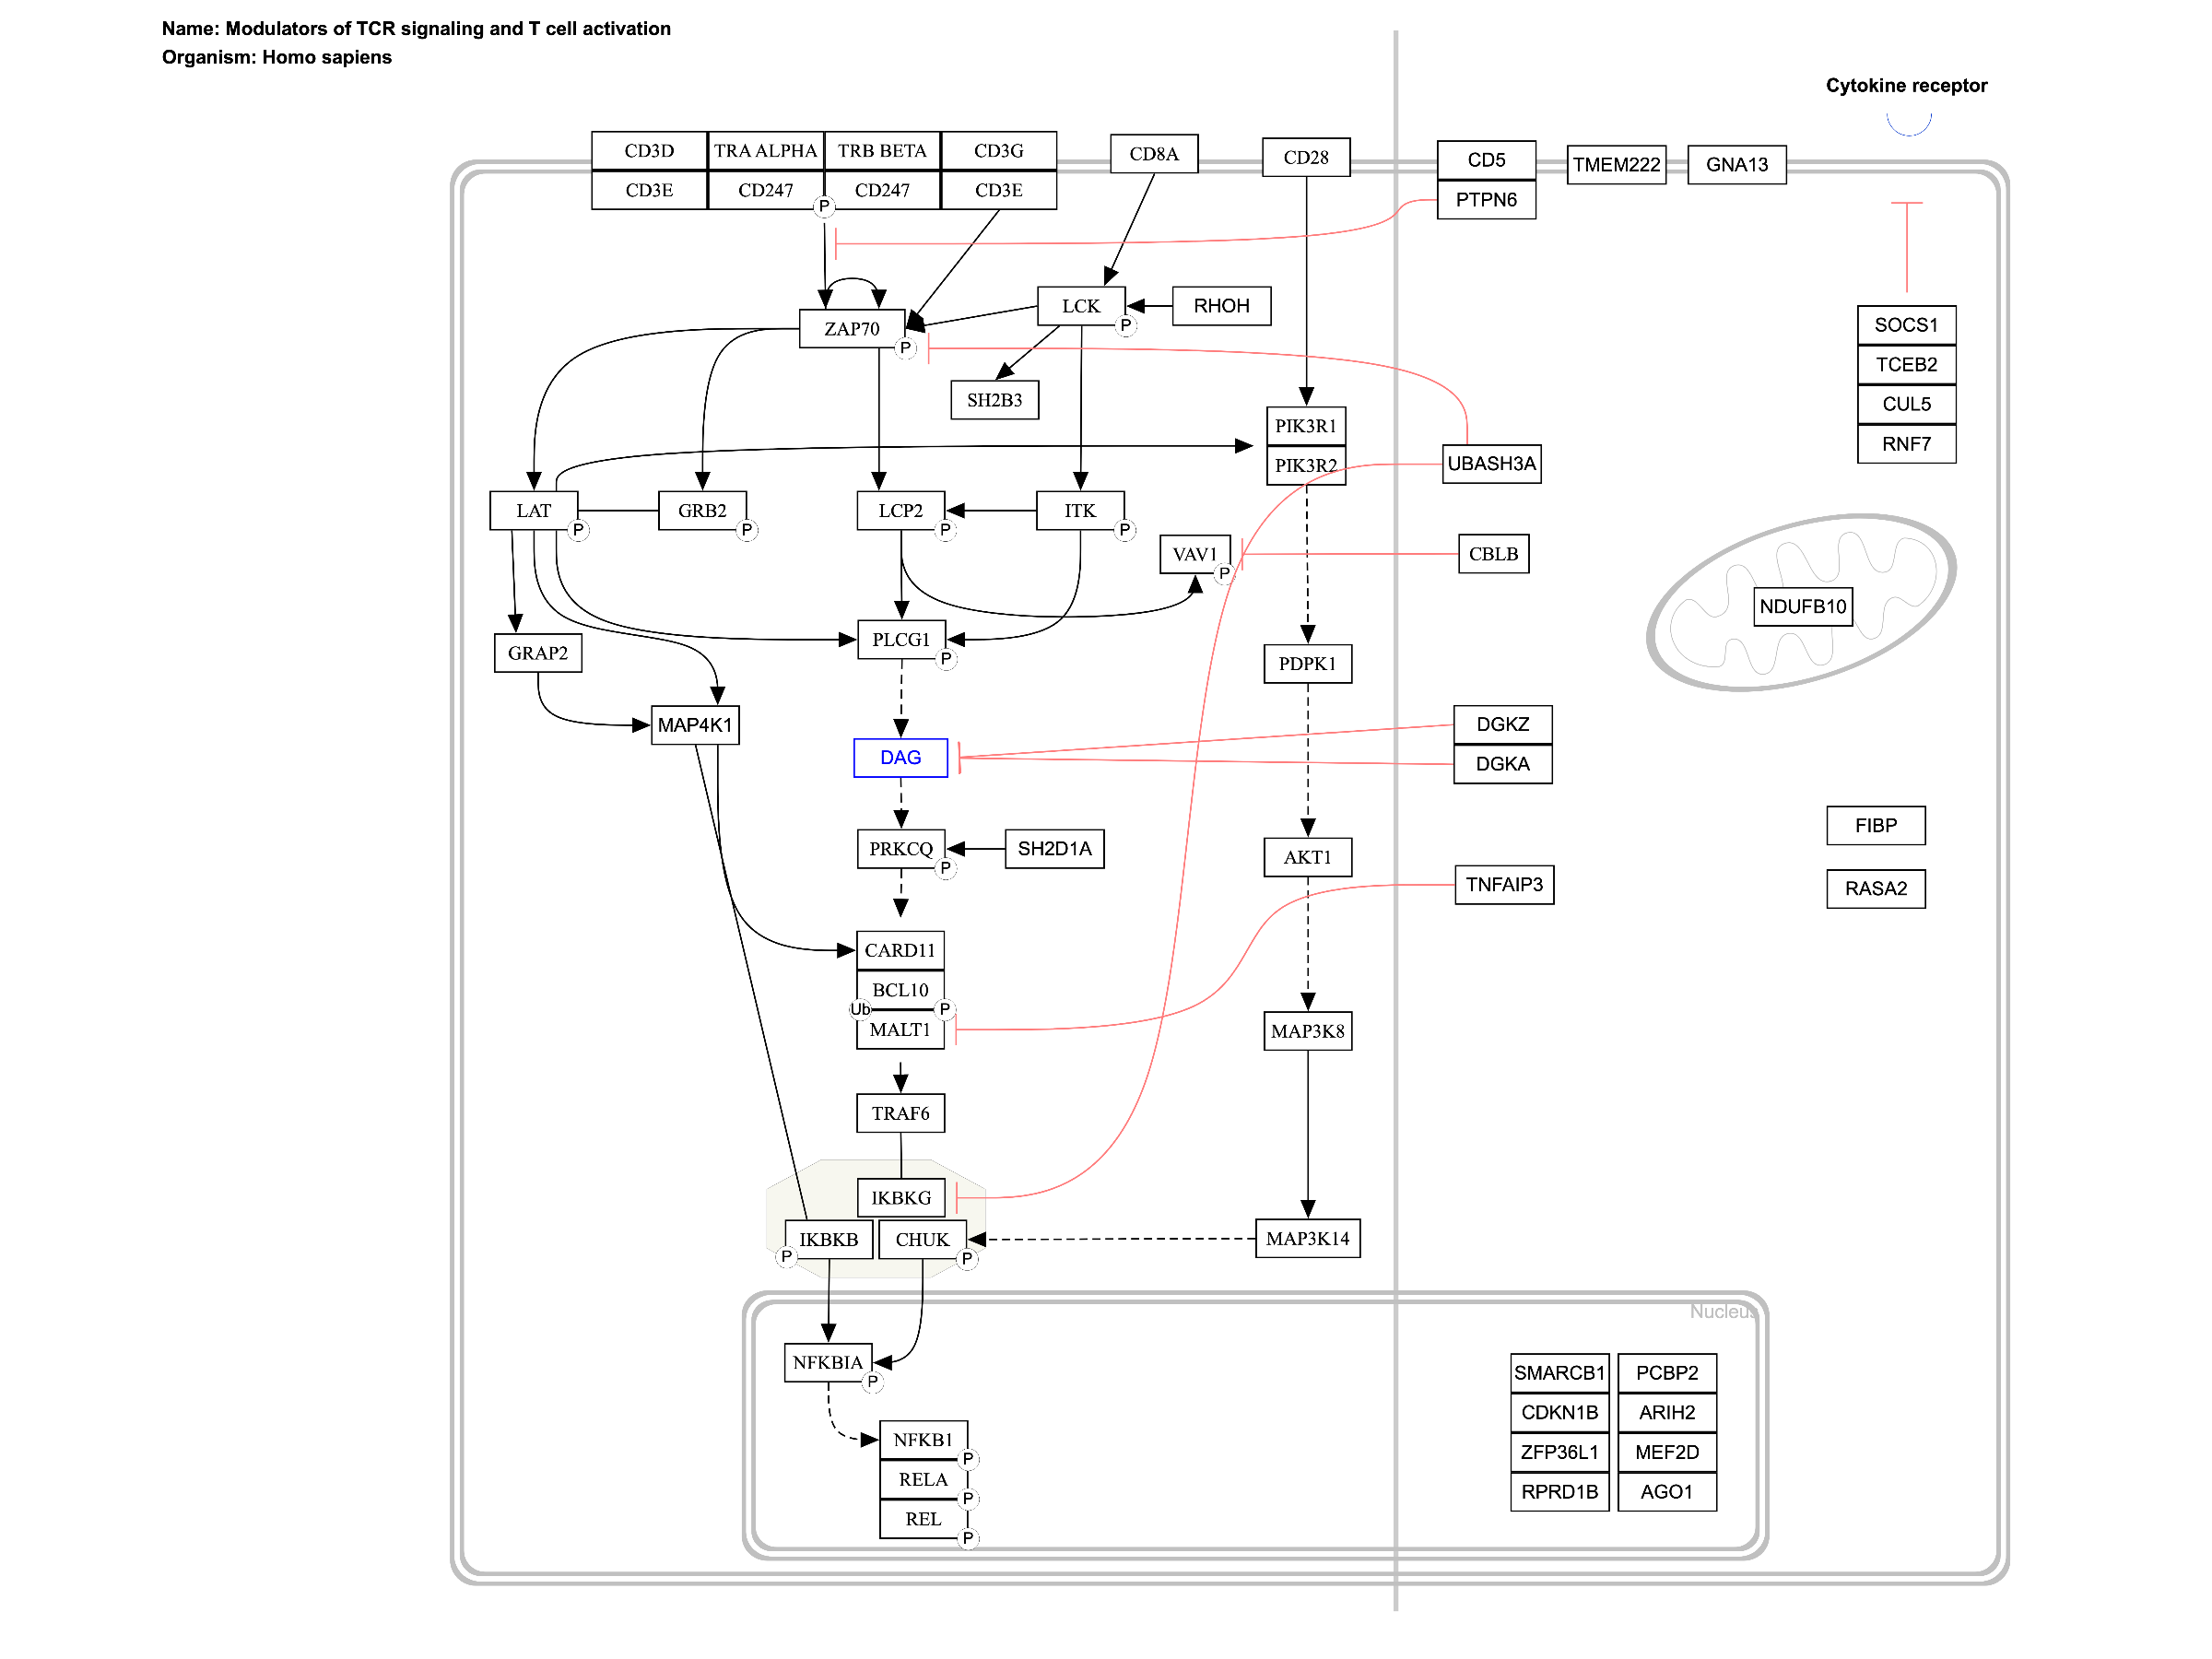 Name: Modulators of TCR signaling and T cell activation
Organism: Homo sapiens
Cytokine receptor
CD3D
TRA ALPHA
TRB BETA
CD3G
CD8A
CD28
CD5
TMEM222
GNA13
CD3E
CD247
CD247
CD3E
P
PTPN6
ZAP70
P
LCK
P
RHOH
SH2B3
SOCS1
TCEB2
CUL5
RNF7
PIK3R1
PIK3R2
UBASH3A
LAT
P
GRB2
P
LCP2
P
ITK
P
VAV1
P
CBLB
NDUFB10
GRAP2
PLCG1
P
PDPK1
MAP4K1
DAG
DGKZ
DGKA
PRKCQ
P
SH2D1A
AKT1
FIBP
TNFAIP3
RASA2
CARD11
BCL10
Ub
P
MALT1
MAP3K8
TRAF6
IKBKG
IKBKB
P
CHUK
P
MAP3K14
Nucleus
NFKBIA
P
NFKB1
P
RELA
P
REL
P
SMARCB1
PCBP2
CDKN1B
ARIH2
ZFP36L1
MEF2D
RPRD1B
AGO1